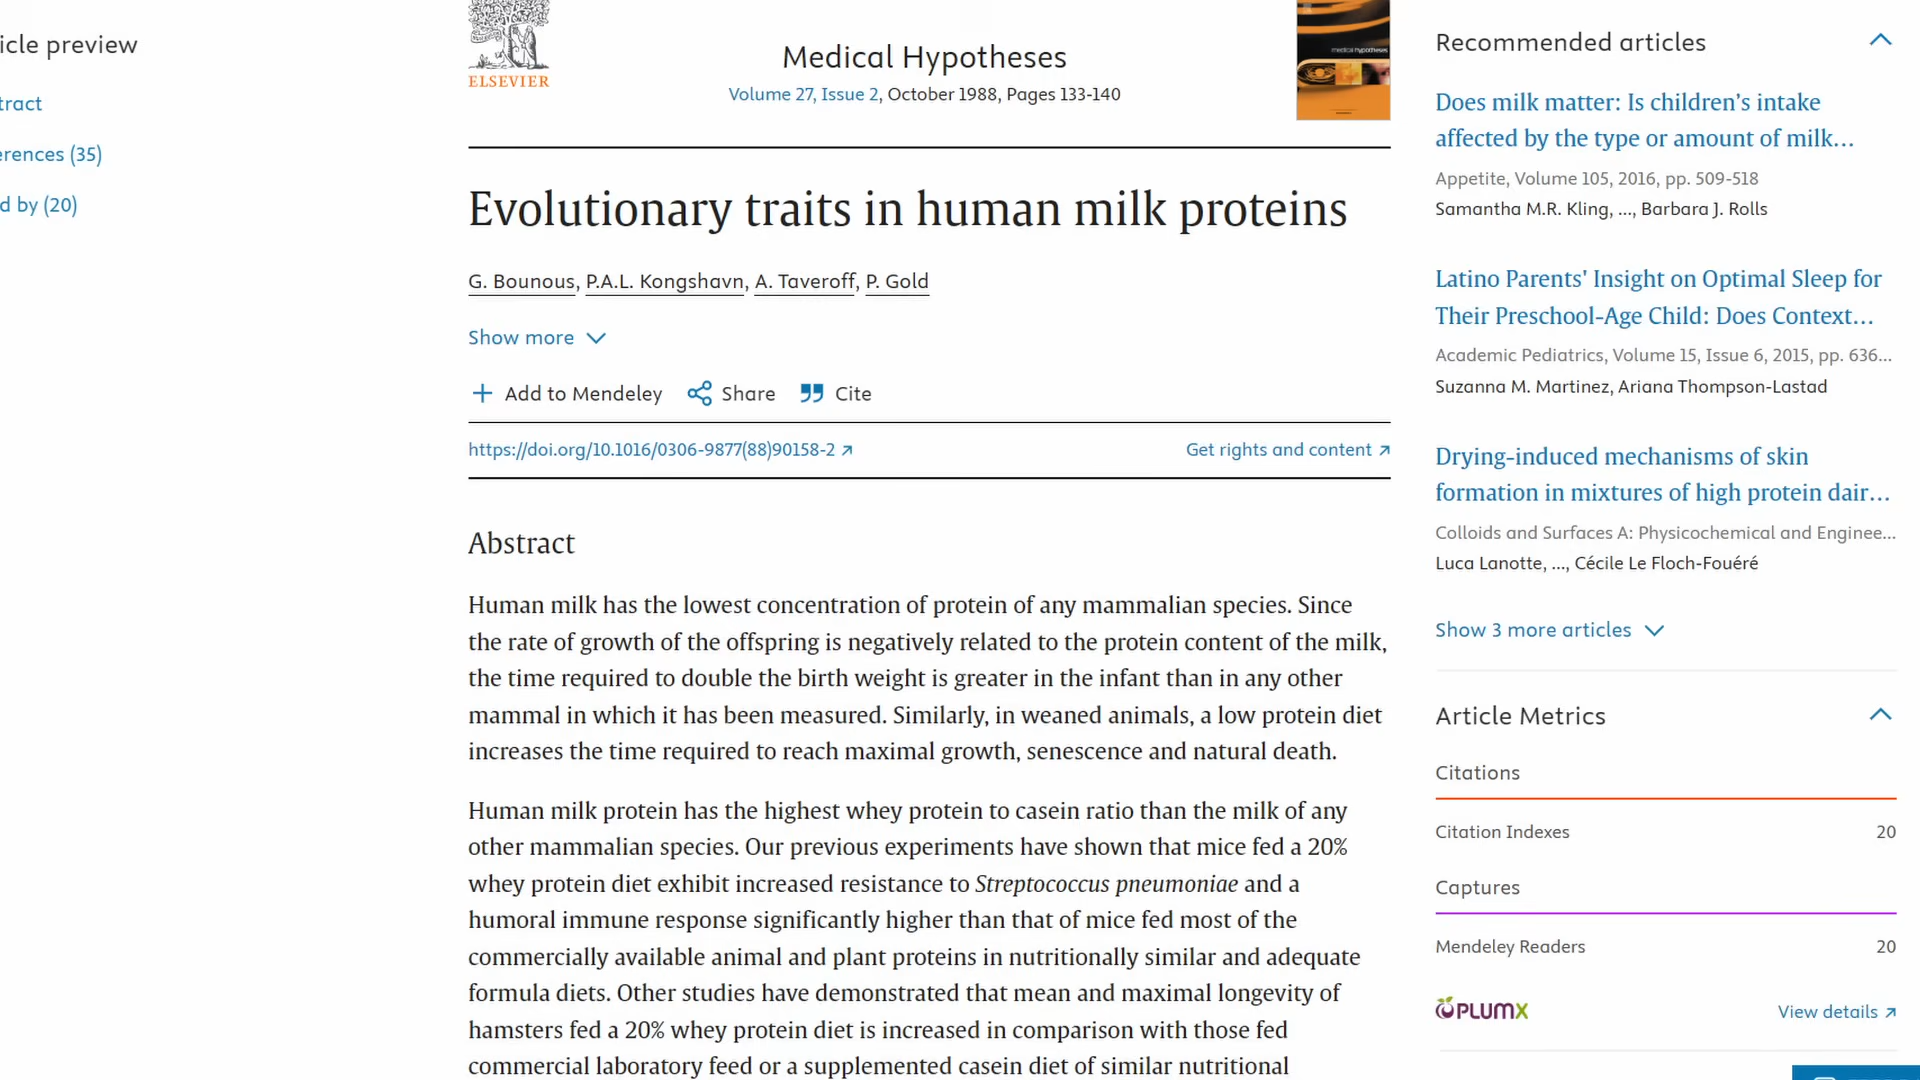 icle preview
tract
erences (35)
d by (20)
ELSEVIER
Medical Hypotheses
Volume 27, Issue 2, October 1988, Pages 133-140
medical hypotheses
Evolutionary traits in human milk proteins
G. Bounous, P.A.L. Kongshavn, A. Taveroff, P. Gold
Show more
Add to Mendeley Share Cite
https://doi.org/10.1016/0306-9877(88)90158-2
Get rights and content
Abstract
Human milk has the lowest concentration of protein of any mammalian species. Since
the rate of growth of the offspring is negatively related to the protein content of the milk,
the time required to double the birth weight is greater in the infant than in any other
mammal in which it has been measured. Similarly, in weaned animals, a low protein diet
increases the time required to reach maximal growth, senescence and natural death.
Human milk protein has the highest whey protein to casein ratio than the milk of any
other mammalian species. Our previous experiments have shown that mice fed a 20%
whey protein diet exhibit increased resistance to Streptococcus pneumoniae and a
humoral immune response significantly higher than that of mice fed most of the
commercially available animal and plant proteins in nutritionally similar and adequate
formula diets. Other studies have demonstrated that mean and maximal longevity of
hamsters fed a 20% whey protein diet is increased in comparison with those fed
commercial laboratory feed or a supplemented casein diet of similar nutritional
Recommended articles
Does milk matter: Is children's intake
affected by the type or amount of milk…
Appetite, Volume 105, 2016, pp. 509-518
Samantha M.R. Kling, …, Barbara J. Rolls
Latino Parents' Insight on Optimal Sleep for
Their Preschool-Age Child: Does Context…
Academic Pediatrics, Volume 15, Issue 6, 2015, pp. 636…
Suzanna M. Martinez, Ariana Thompson-Lastad
Drying-induced mechanisms of skin
formation in mixtures of high protein dair…
Colloids and Surfaces A: Physicochemical and Enginee…
Luca Lanotte, …, Cécile Le Floch-Fouéré
Show 3 more articles
Article Metrics
Citations
Citation Indexes 20
Captures
Mendeley Readers 20
PLUMX
View details